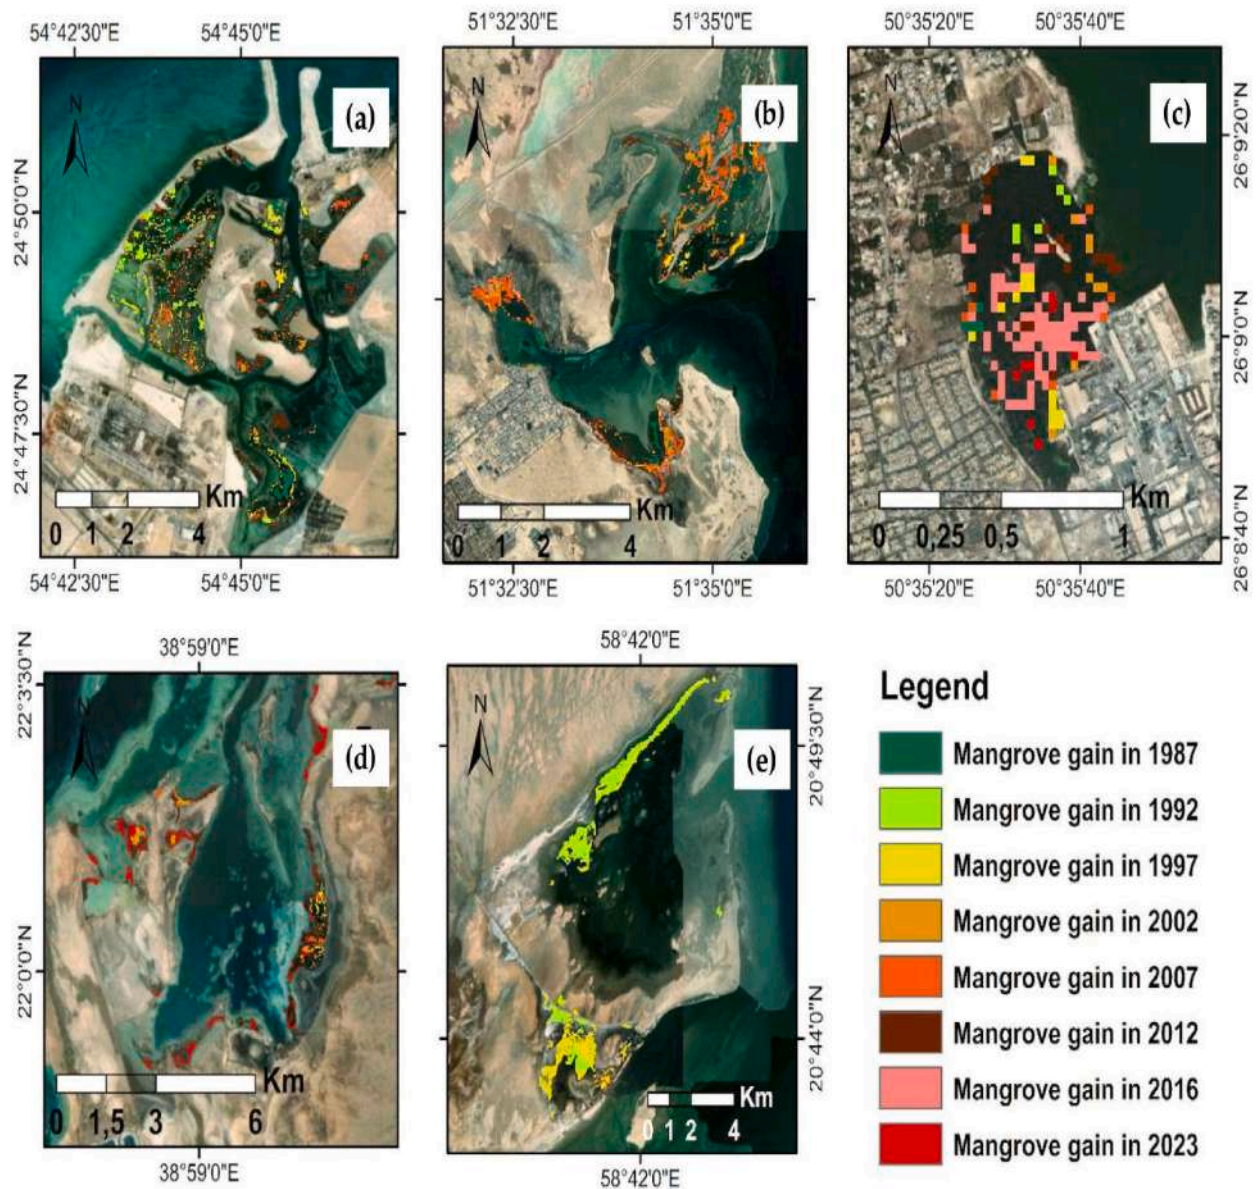 54°42'30"E 54°45'0"E
51°32'30"E 51°35'0"E
50°35'20"E 50°35'40"E
N (a)
N (b)
N (c)
24°50'0"N
24°47'30"N
26°9'20"N
26°9'0"N
26°8'40"N
Km
0 1 2 4
Km
0 1 2 4
Km
0 0,25 0,5 1
54°42'30"E 54°45'0"E
51°32'30"E 51°35'0"E
50°35'20"E 50°35'40"E
38°59'0"E
58°42'0"E
N (d)
N (e)
22°3'30"N
22°0'0"N
20°49'30"N
20°44'0"N
Km
0 1,5 3 6
Km
0 1 2 4
38°59'0"E
58°42'0"E
Legend
Mangrove gain in 1987
Mangrove gain in 1992
Mangrove gain in 1997
Mangrove gain in 2002
Mangrove gain in 2007
Mangrove gain in 2012
Mangrove gain in 2016
Mangrove gain in 2023